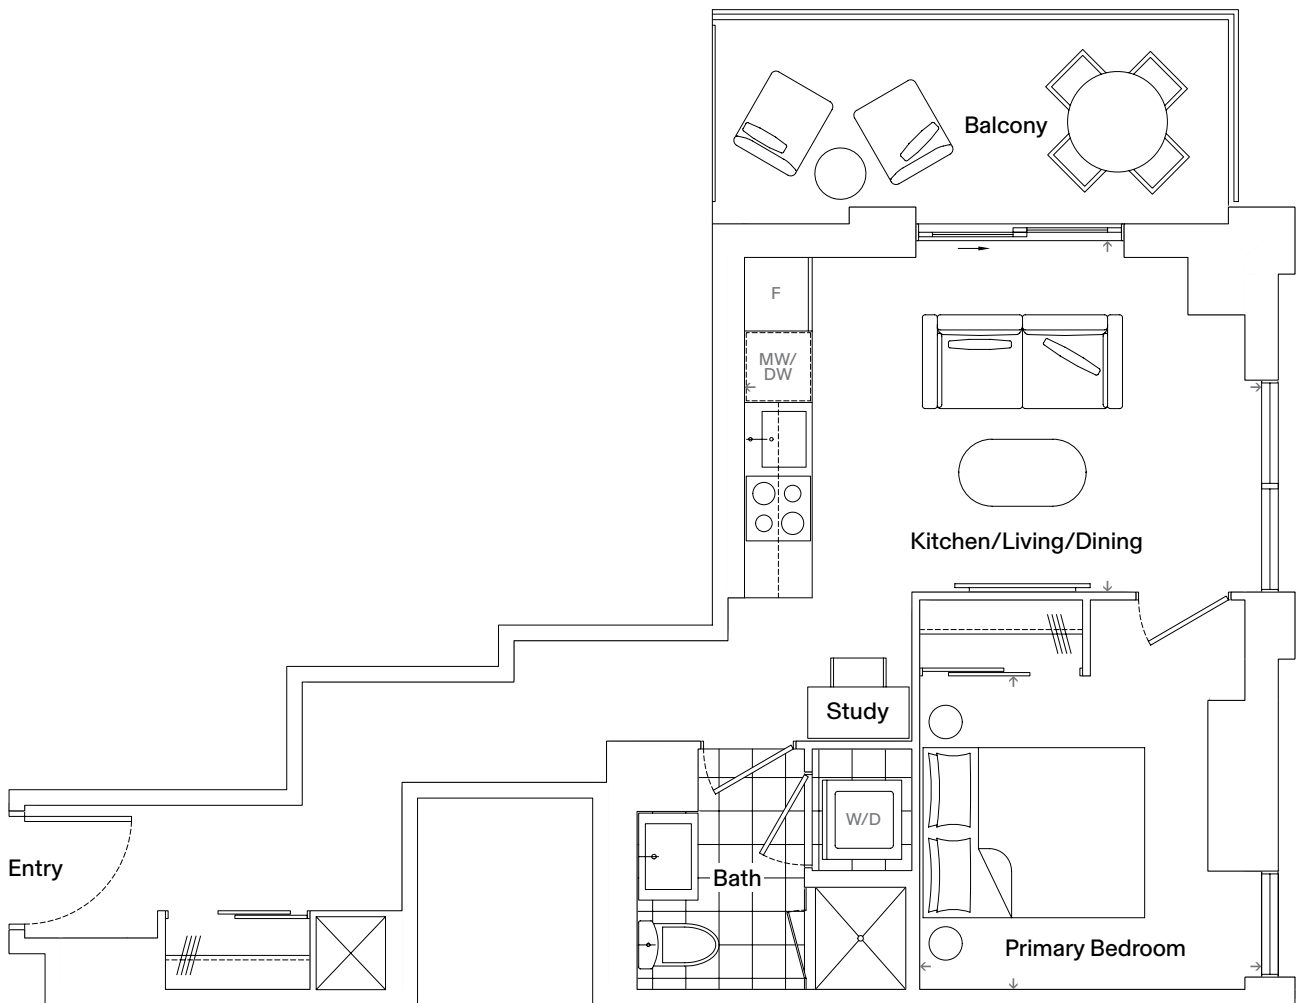 Balcony
F
MW/
DW
Kitchen/Living/Dining
Study
W/D
Entry
Bath
Primary Bedroom